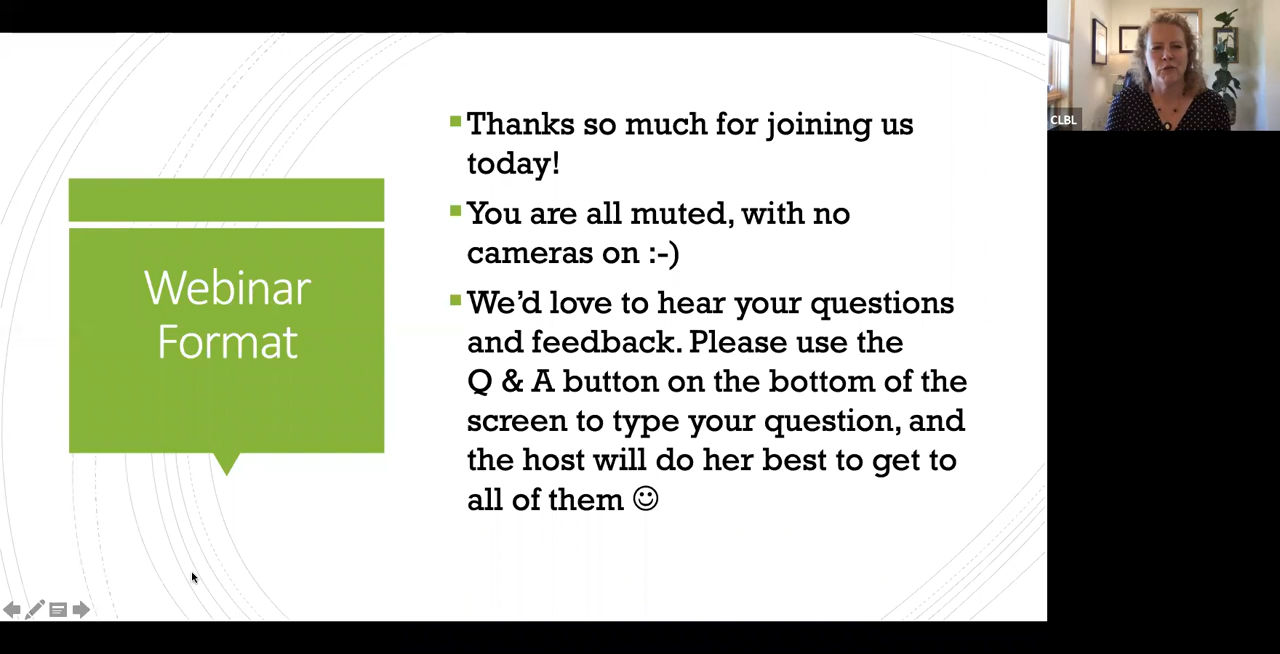 Webinar
Format
Thanks so much for joining us
today!
You are all muted, with no
cameras on :-)
We’d love to hear your questions
and feedback. Please use the
Q & A button on the bottom of the
screen to type your question, and
the host will do her best to get to
all of them ☺
CLBL